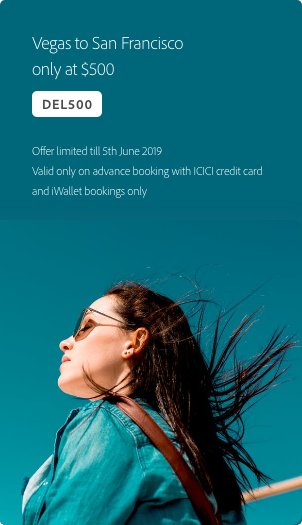 Vegas to San Francisco
only at $500
DEL500
Offer limited till 5th June 2019
Valid only on advance booking with ICICI credit card
and iWallet bookings only